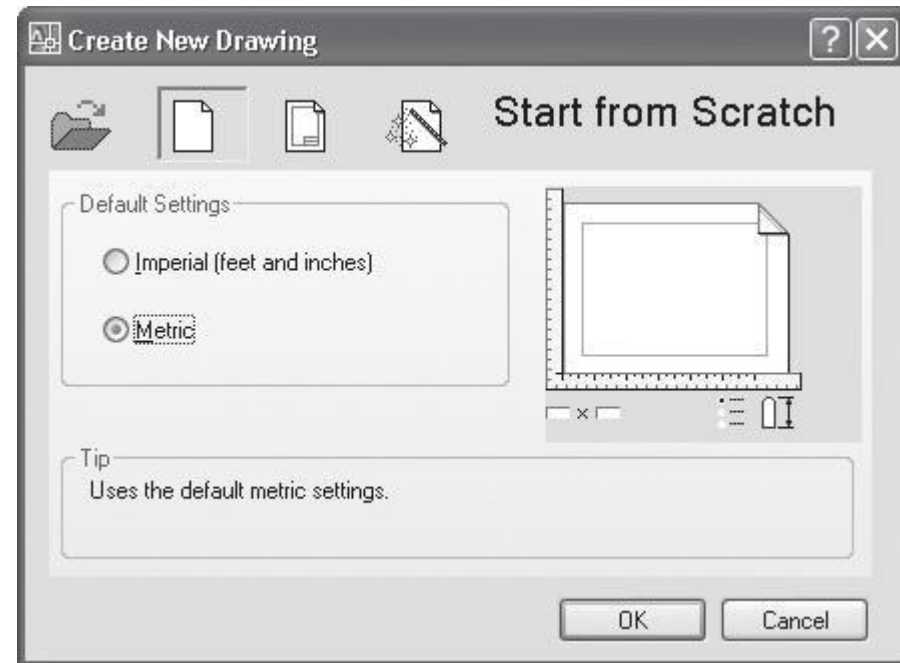 Create New Drawing
Start from Scratch
Default Settings
Imperial (feet and inches)
Metric
Tip
Uses the default metric settings.
OK
Cancel